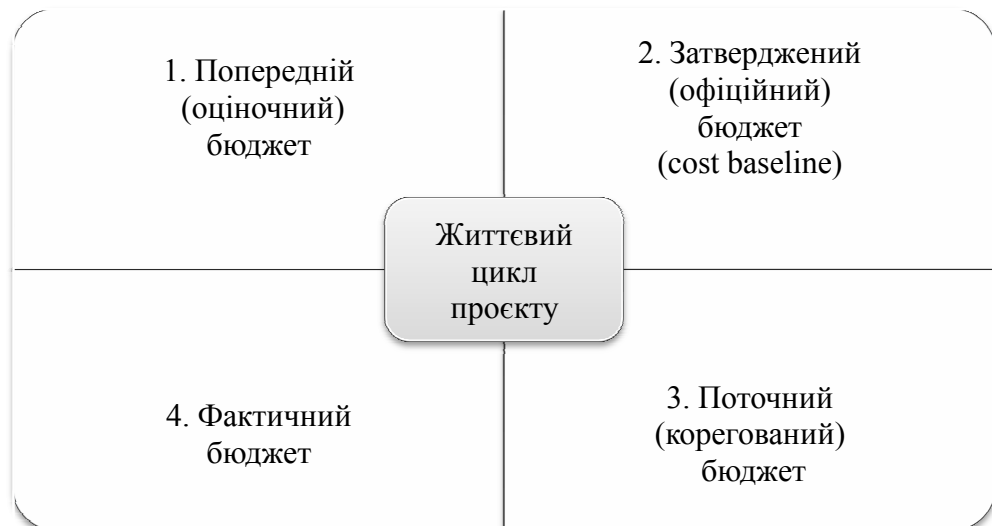 1. Попередній
(оціночний)
бюджет
2. Затверджений
(офіційний)
бюджет
(cost baseline)
Життєвий
цикл
проєкту
4. Фактичний
бюджет
3. Поточний
(корегований)
бюджет